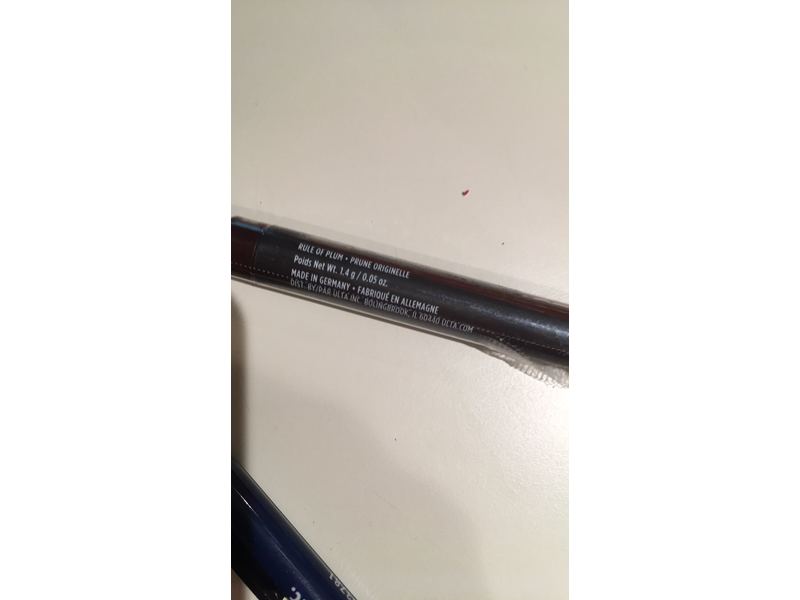 RULE OF PLUM • PRUNE ORIGINELLE
Poids Net Wt. 1.4 g / 0.05 oz.
MADE IN GERMANY • FABRIQUÉ EN ALLEMAGNE
DIST. BY/PAR ULTA INC. BOLINGBROOK, IL 60440 ULTA.COM